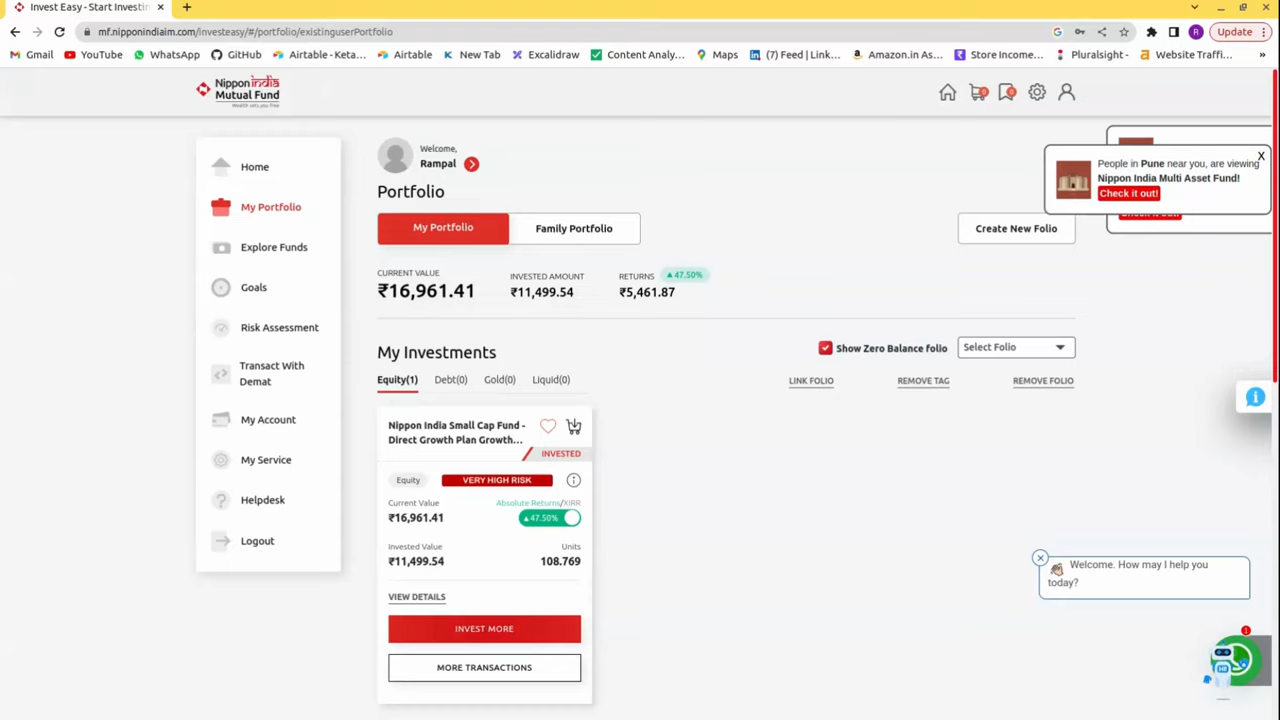 Invest Easy - Start Investin
mf.nipponindiaim.com/investeasy/#/portfolio/existinguserPortfolio
R
Update
Gmail
YouTube
WhatsApp
GitHub
Airtable - Keta...
Airtable
New Tab
Excalidraw
Content Analy...
Maps
(7) Feed | Link...
Amazon.in As...
Store Income...
Pluralsight -
Website Traffi...
Nippon india
Mutual Fund
Wealth sets you free
0
0
Home
My Portfolio
Explore Funds
Goals
Risk Assessment
Transact With
Demat
My Account
My Service
Helpdesk
Logout
Welcome,
Rampal
Portfolio
My Portfolio
Family Portfolio
Create New Folio
X
People in Pune near you, are viewing
Nippon India Multi Asset Fund!
Check it out!
CURRENT VALUE
₹16,961.41
INVESTED AMOUNT
₹11,499.54
RETURNS
▲47.50%
₹5,461.87
My Investments
Show Zero Balance folio
Select Folio
Equity(1)
Debt(0)
Gold(0)
Liquid(0)
LINK FOLIO
REMOVE TAG
REMOVE FOLIO
Nippon India Small Cap Fund -
Direct Growth Plan Growth...
INVESTED
Equity
VERY HIGH RISK
Current Value
Absolute Returns/XIRR
₹16,961.41
▲47.50%
Invested Value
Units
₹11,499.54
108.769
VIEW DETAILS
INVEST MORE
MORE TRANSACTIONS
Welcome. How may I help you
today?
1